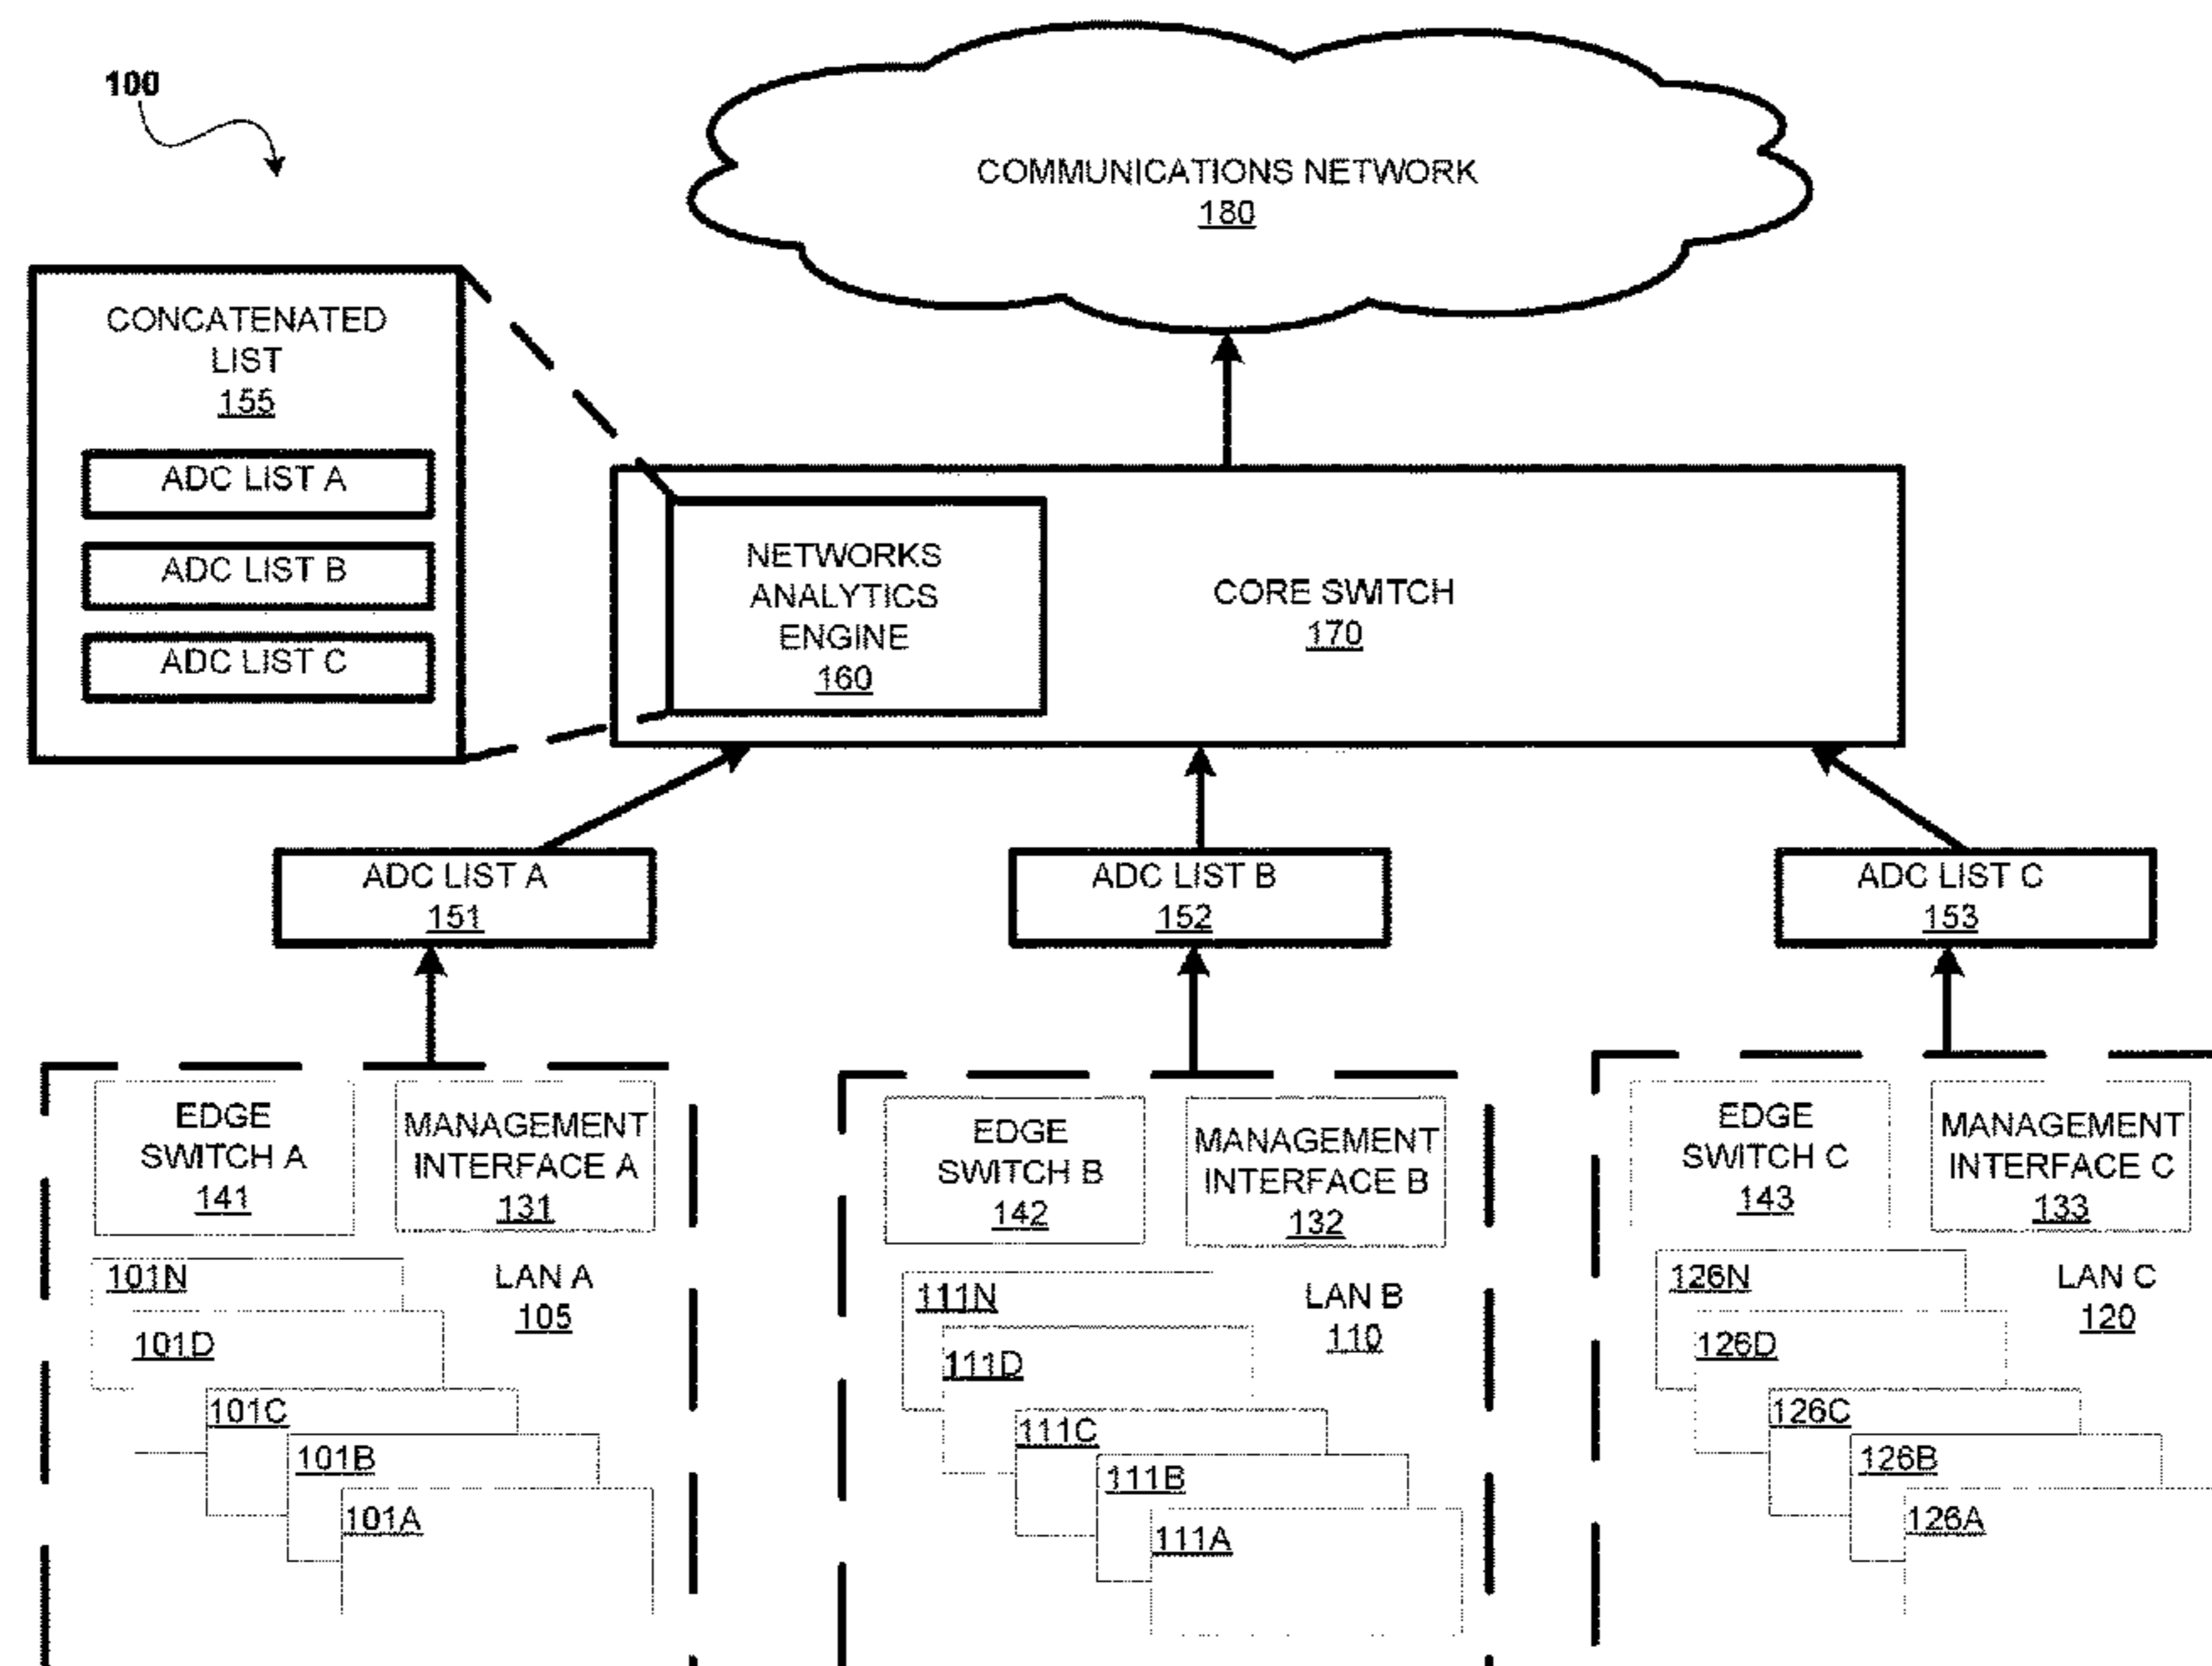 100
COMMUNICATIONS NETWORK
180
CONCATENATED
LIST
155
ADC LIST A
ADC LIST B
ADC LIST C
NETWORKS
ANALYTICS
ENGINE
160
CORE SWITCH
170
ADC LIST A
151
ADC LIST B
152
ADC LIST C
153
EDGE
SWITCH A
141
MANAGEMENT
INTERFACE A
131
LAN A
105
101N
101D
101C
101B
101A
EDGE
SWITCH B
142
MANAGEMENT
INTERFACE B
132
LAN B
110
111N
111D
111C
111B
111A
EDGE
SWITCH C
143
MANAGEMENT
INTERFACE C
133
LAN C
120
126N
126D
126C
126B
126A